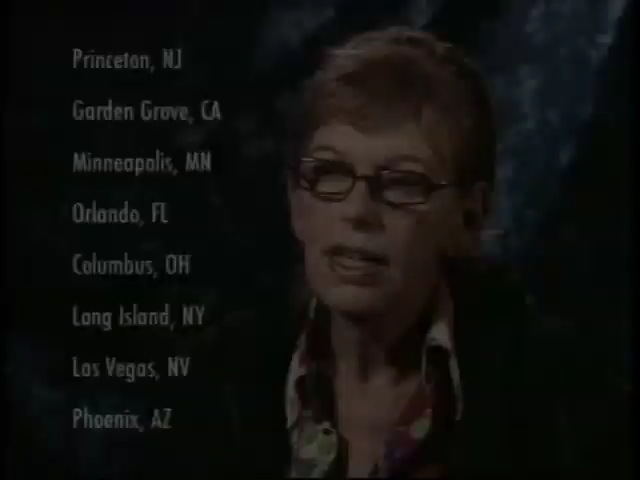 Princeton, NJ
Garden Grove, CA
Minneapolis, MN
Orlando, FL
Columbus, OH
Long Island, NY
Las Vegas, NV
Phoenix, AZ